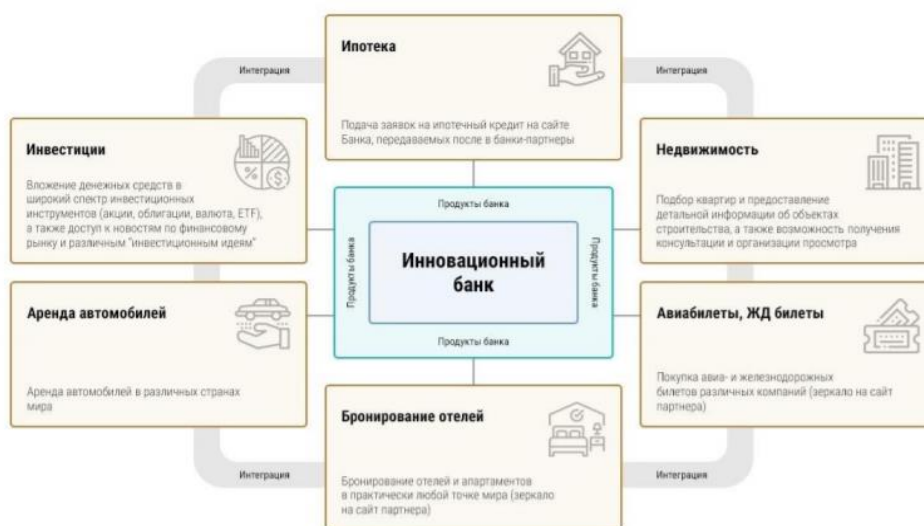 Ипотека
Подача заявок на ипотечный кредит на сайте
Банка, передаваемых после в банки-партнеры
Интеграция
Интеграция
Инвестиции
Вложение денежных средств в
широкий спектр инвестиционных
инструментов (акции, облигации, валюта, ETF),
а также доступ к новостям по финансовому
рынку и различным "инвестиционным идеям"
Недвижимость
Подбор квартир и предоставление
детальной информации об объектах
строительства, а также возможность получения
консультации и организации просмотра
Продукты банка
Продукты банка
Инновационный
банк
Продукты банка
Продукты банка
Аренда автомобилей
Аренда автомобилей в различных странах
мира
Авиабилеты, ЖД билеты
Покупка авиа- и железнодорожных
билетов различных компаний (зеркало на сайт
партнера)
Бронирование отелей
Бронирование отелей и апартаментов
в практически любой точке мира (зеркало
на сайт партнера)
Интеграция
Интеграция